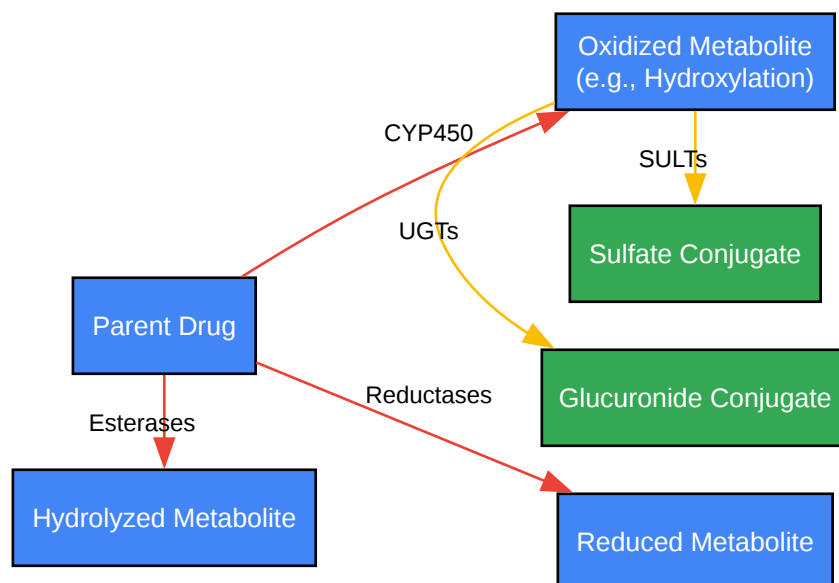 Oxidized Metabolite
(e.g., Hydroxylation)
CYP450
SULTs
UGTs
Sulfate Conjugate
Parent Drug
Glucuronide Conjugate
Reductases
Esterases
Hydrolyzed Metabolite
Reduced Metabolite